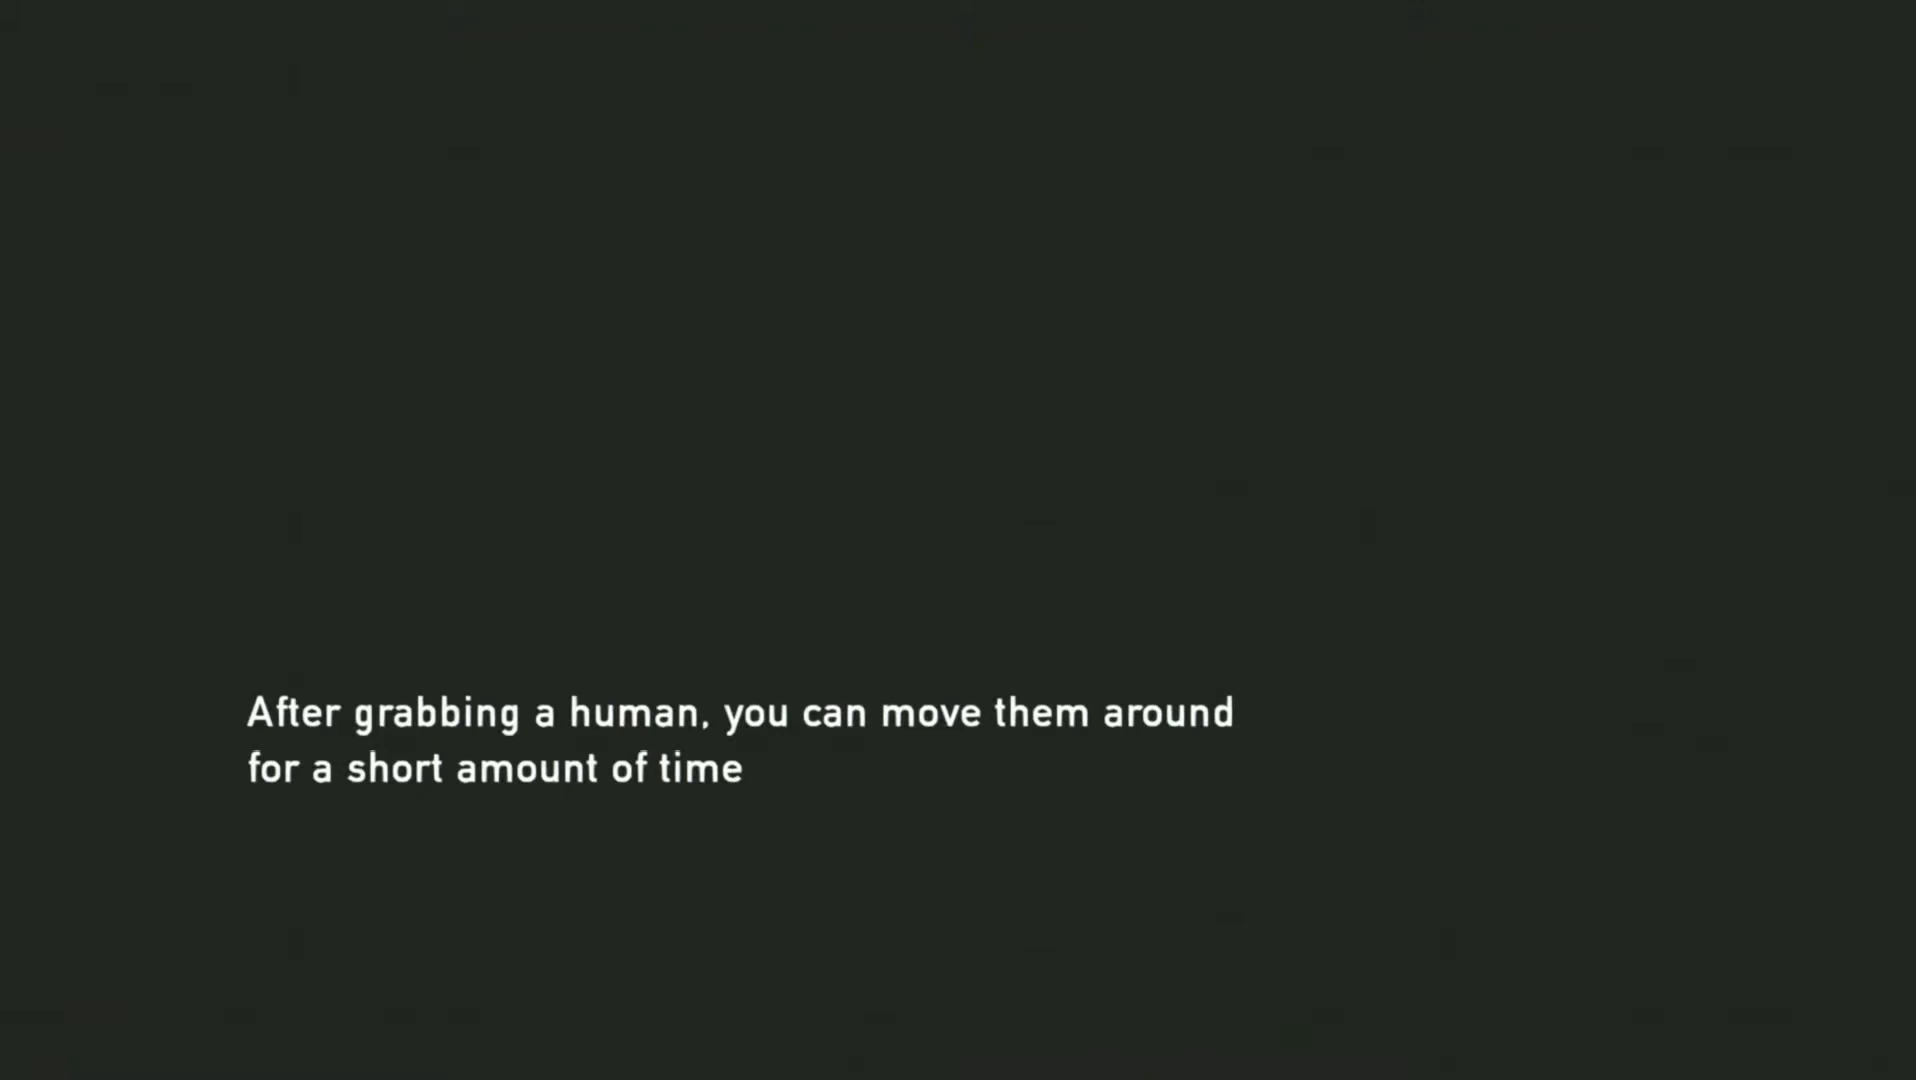 After grabbing a human, you can move them around
for a short amount of time